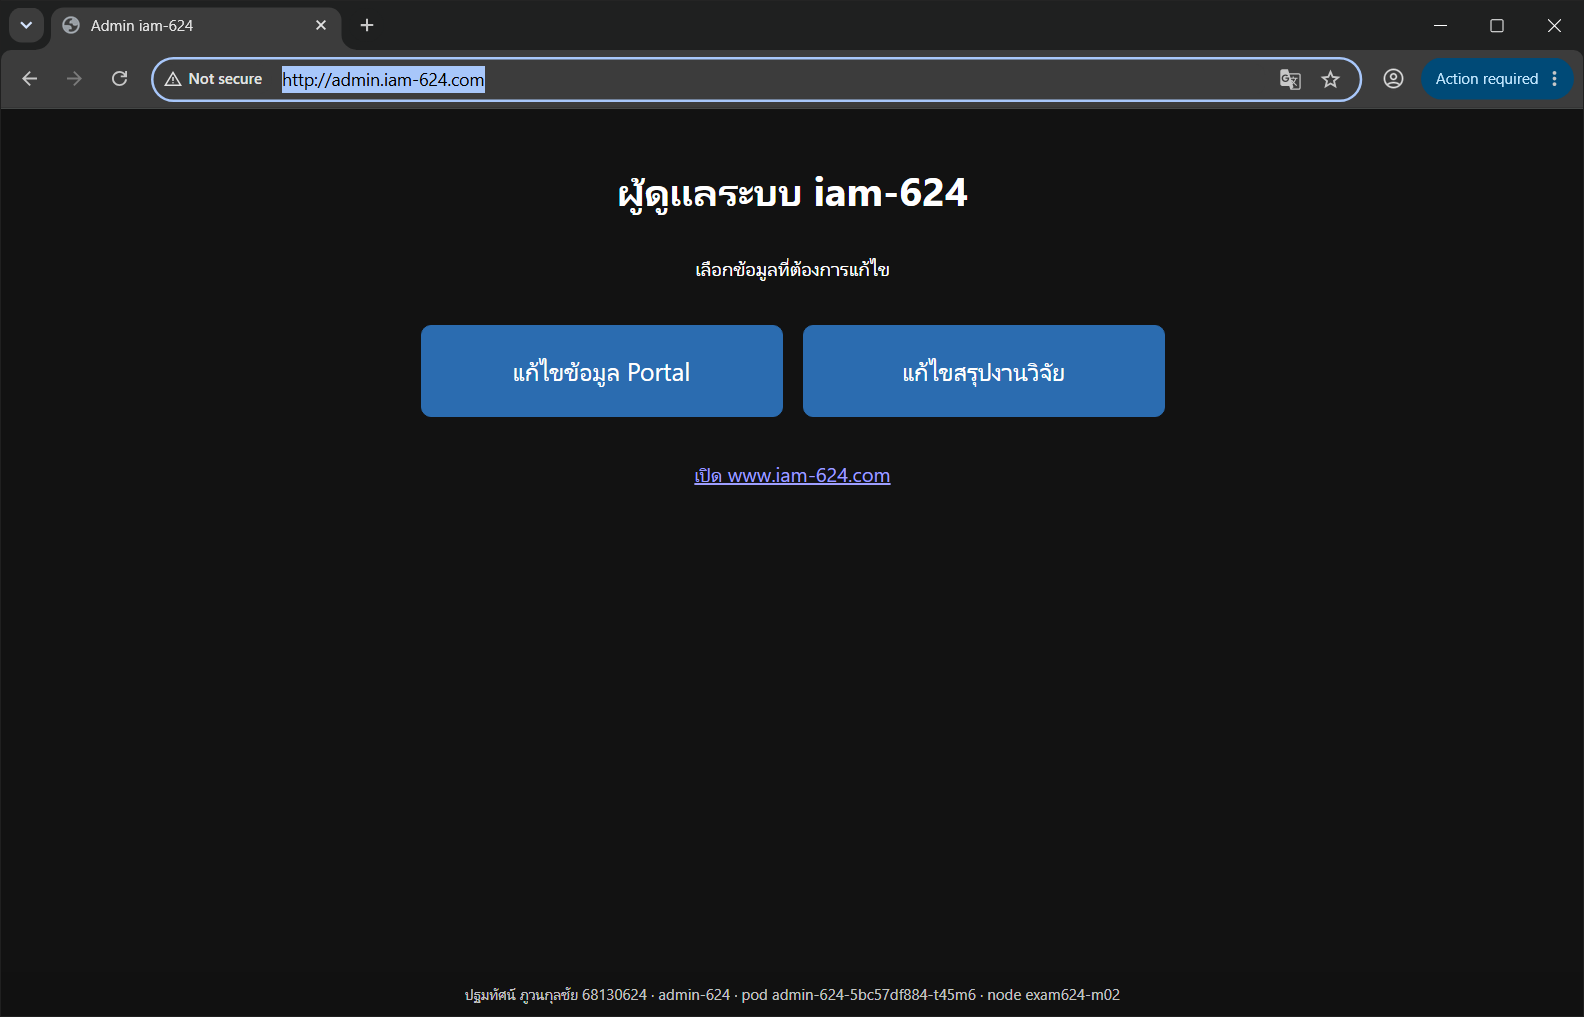 Admin iam-624
Not secure
http://admin.iam-624.com
Action required
ผู้ดูแลระบบ iam-624
เลือกข้อมูลที่ต้องการแก้ไข
แก้ไขข้อมูล Portal
แก้ไขสรุปงานวิจัย
เปิด www.iam-624.com
ปฐมทัศน์ ภูวนกุลชัย 68130624 · admin-624 · pod admin-624-5bc57df884-t45m6 · node exam624-m02